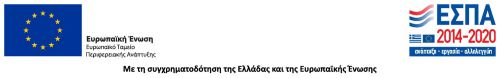 Ευρωπαϊκή Ένωση
Ευρωπαϊκό Ταμείο
Περιφερειακής Ανάπτυξης
ΕΣΠΑ
2014-2020
ανάπτυξη - εργασία - αλληλεγγύη
Με τη συγχρηματοδότηση της Ελλάδας και της Ευρωπαϊκής Ένωσης